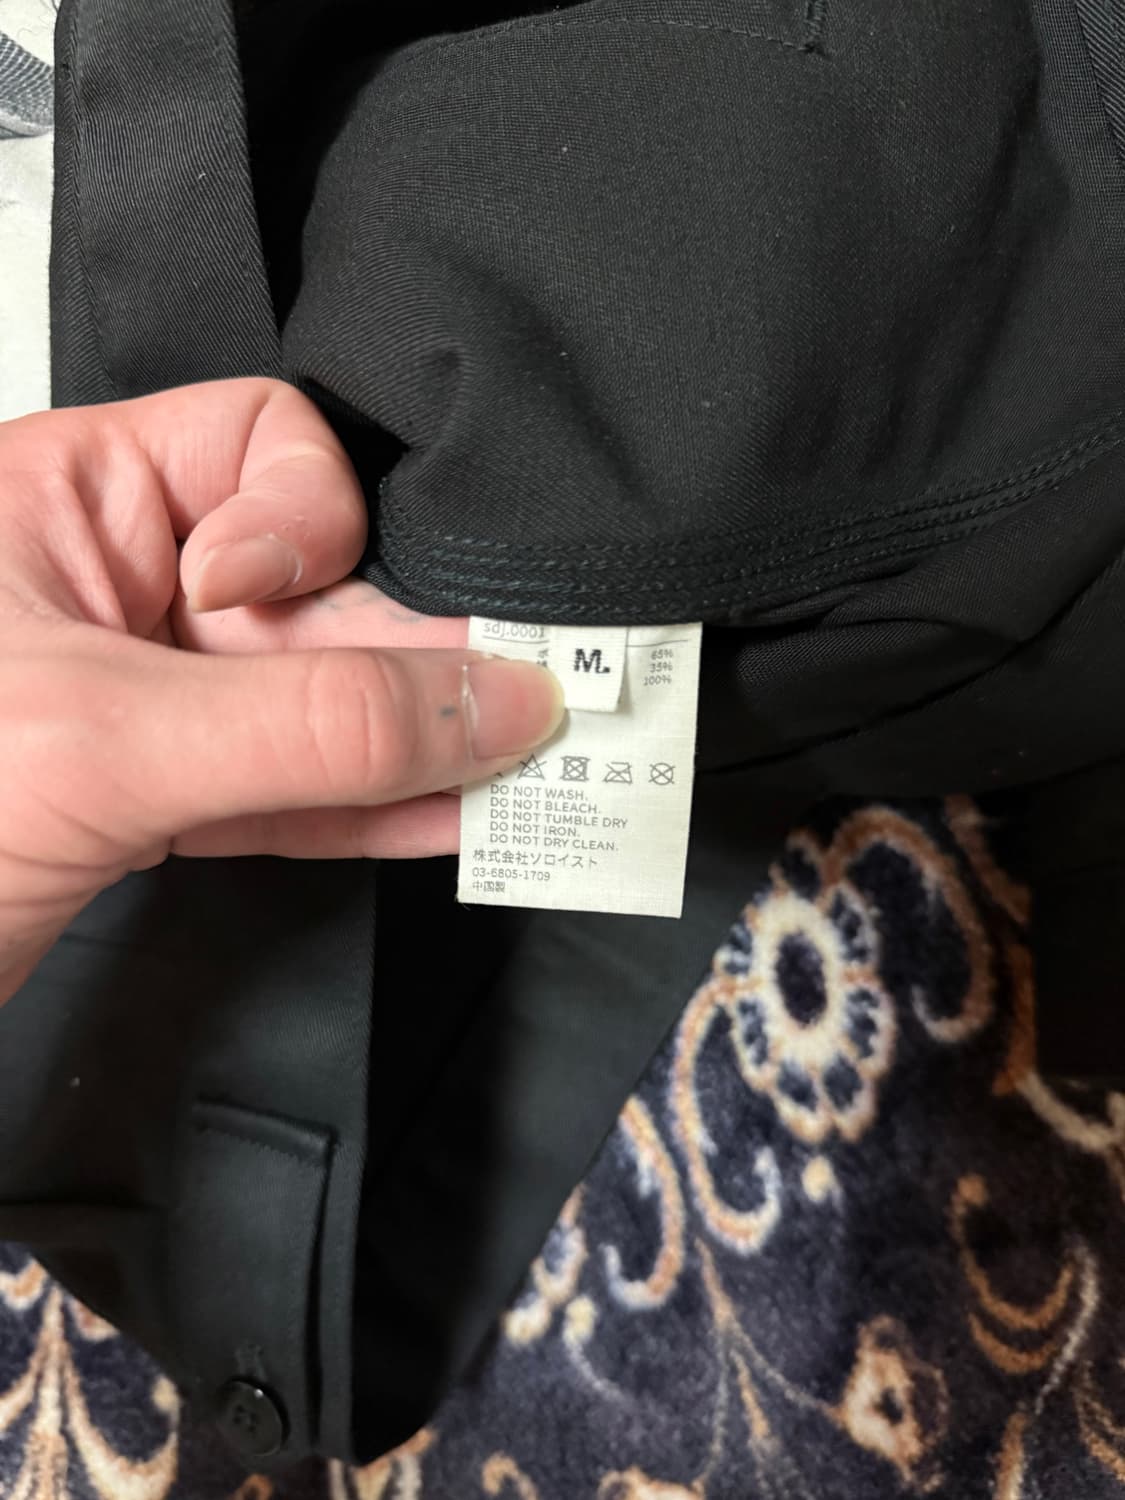 sdj.0001
M.
65%
35%
100%
DO NOT WASH.
DO NOT BLEACH.
DO NOT TUMBLE DRY
DO NOT IRON.
DO NOT DRY CLEAN.
株式会社ソロイスト
03-6805-1709
中国製